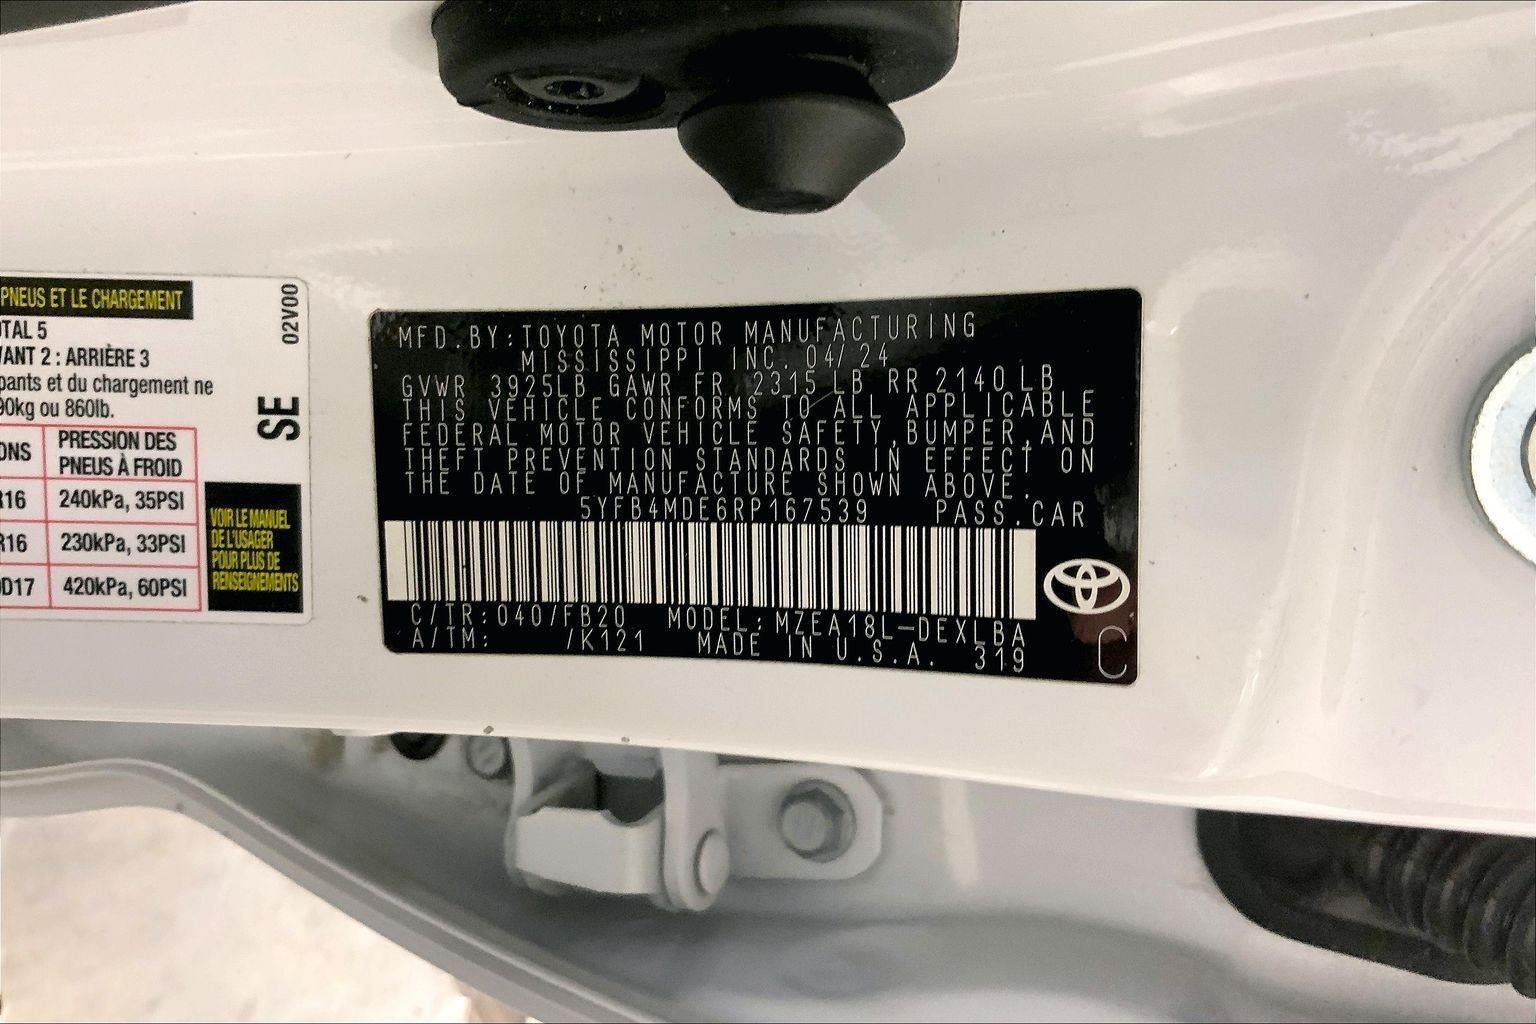 PNEUS ET LE CHARGEMENT
TAL 5
ANT 2 : ARRIÈRE 3
pants et du chargement ne
90kg ou 860lb.
ONS PRESSION DES
PNEUS À FROID
R16 240kPa, 35PSI
R16 230kPa, 33PSI
D17 420kPa, 60PSI
02V00
SE
VOIR LE MANUEL
DE L'USAGER
POUR PLUS DE
RENSEIGNEMENTS
MFD.BY:TOYOTA MOTOR MANUFACTURING
MISSISSIPPI INC. 04/24
GVWR 3925LB GAWR FR 2315 LB RR 2140 LB
THIS VEHICLE CONFORMS TO ALL APPLICABLE
FEDERAL MOTOR VEHICLE SAFETY,BUMPER,AND
THEFT PREVENTION STANDARDS IN EFFECT ON
THE DATE OF MANUFACTURE SHOWN ABOVE.
5YFB4MDE6RP167539 PASS.CAR
C/TR:040/FB20 MODEL:MZEA18L-DEXLBA
A/TM: /K121 MADE IN U.S.A. 319
C